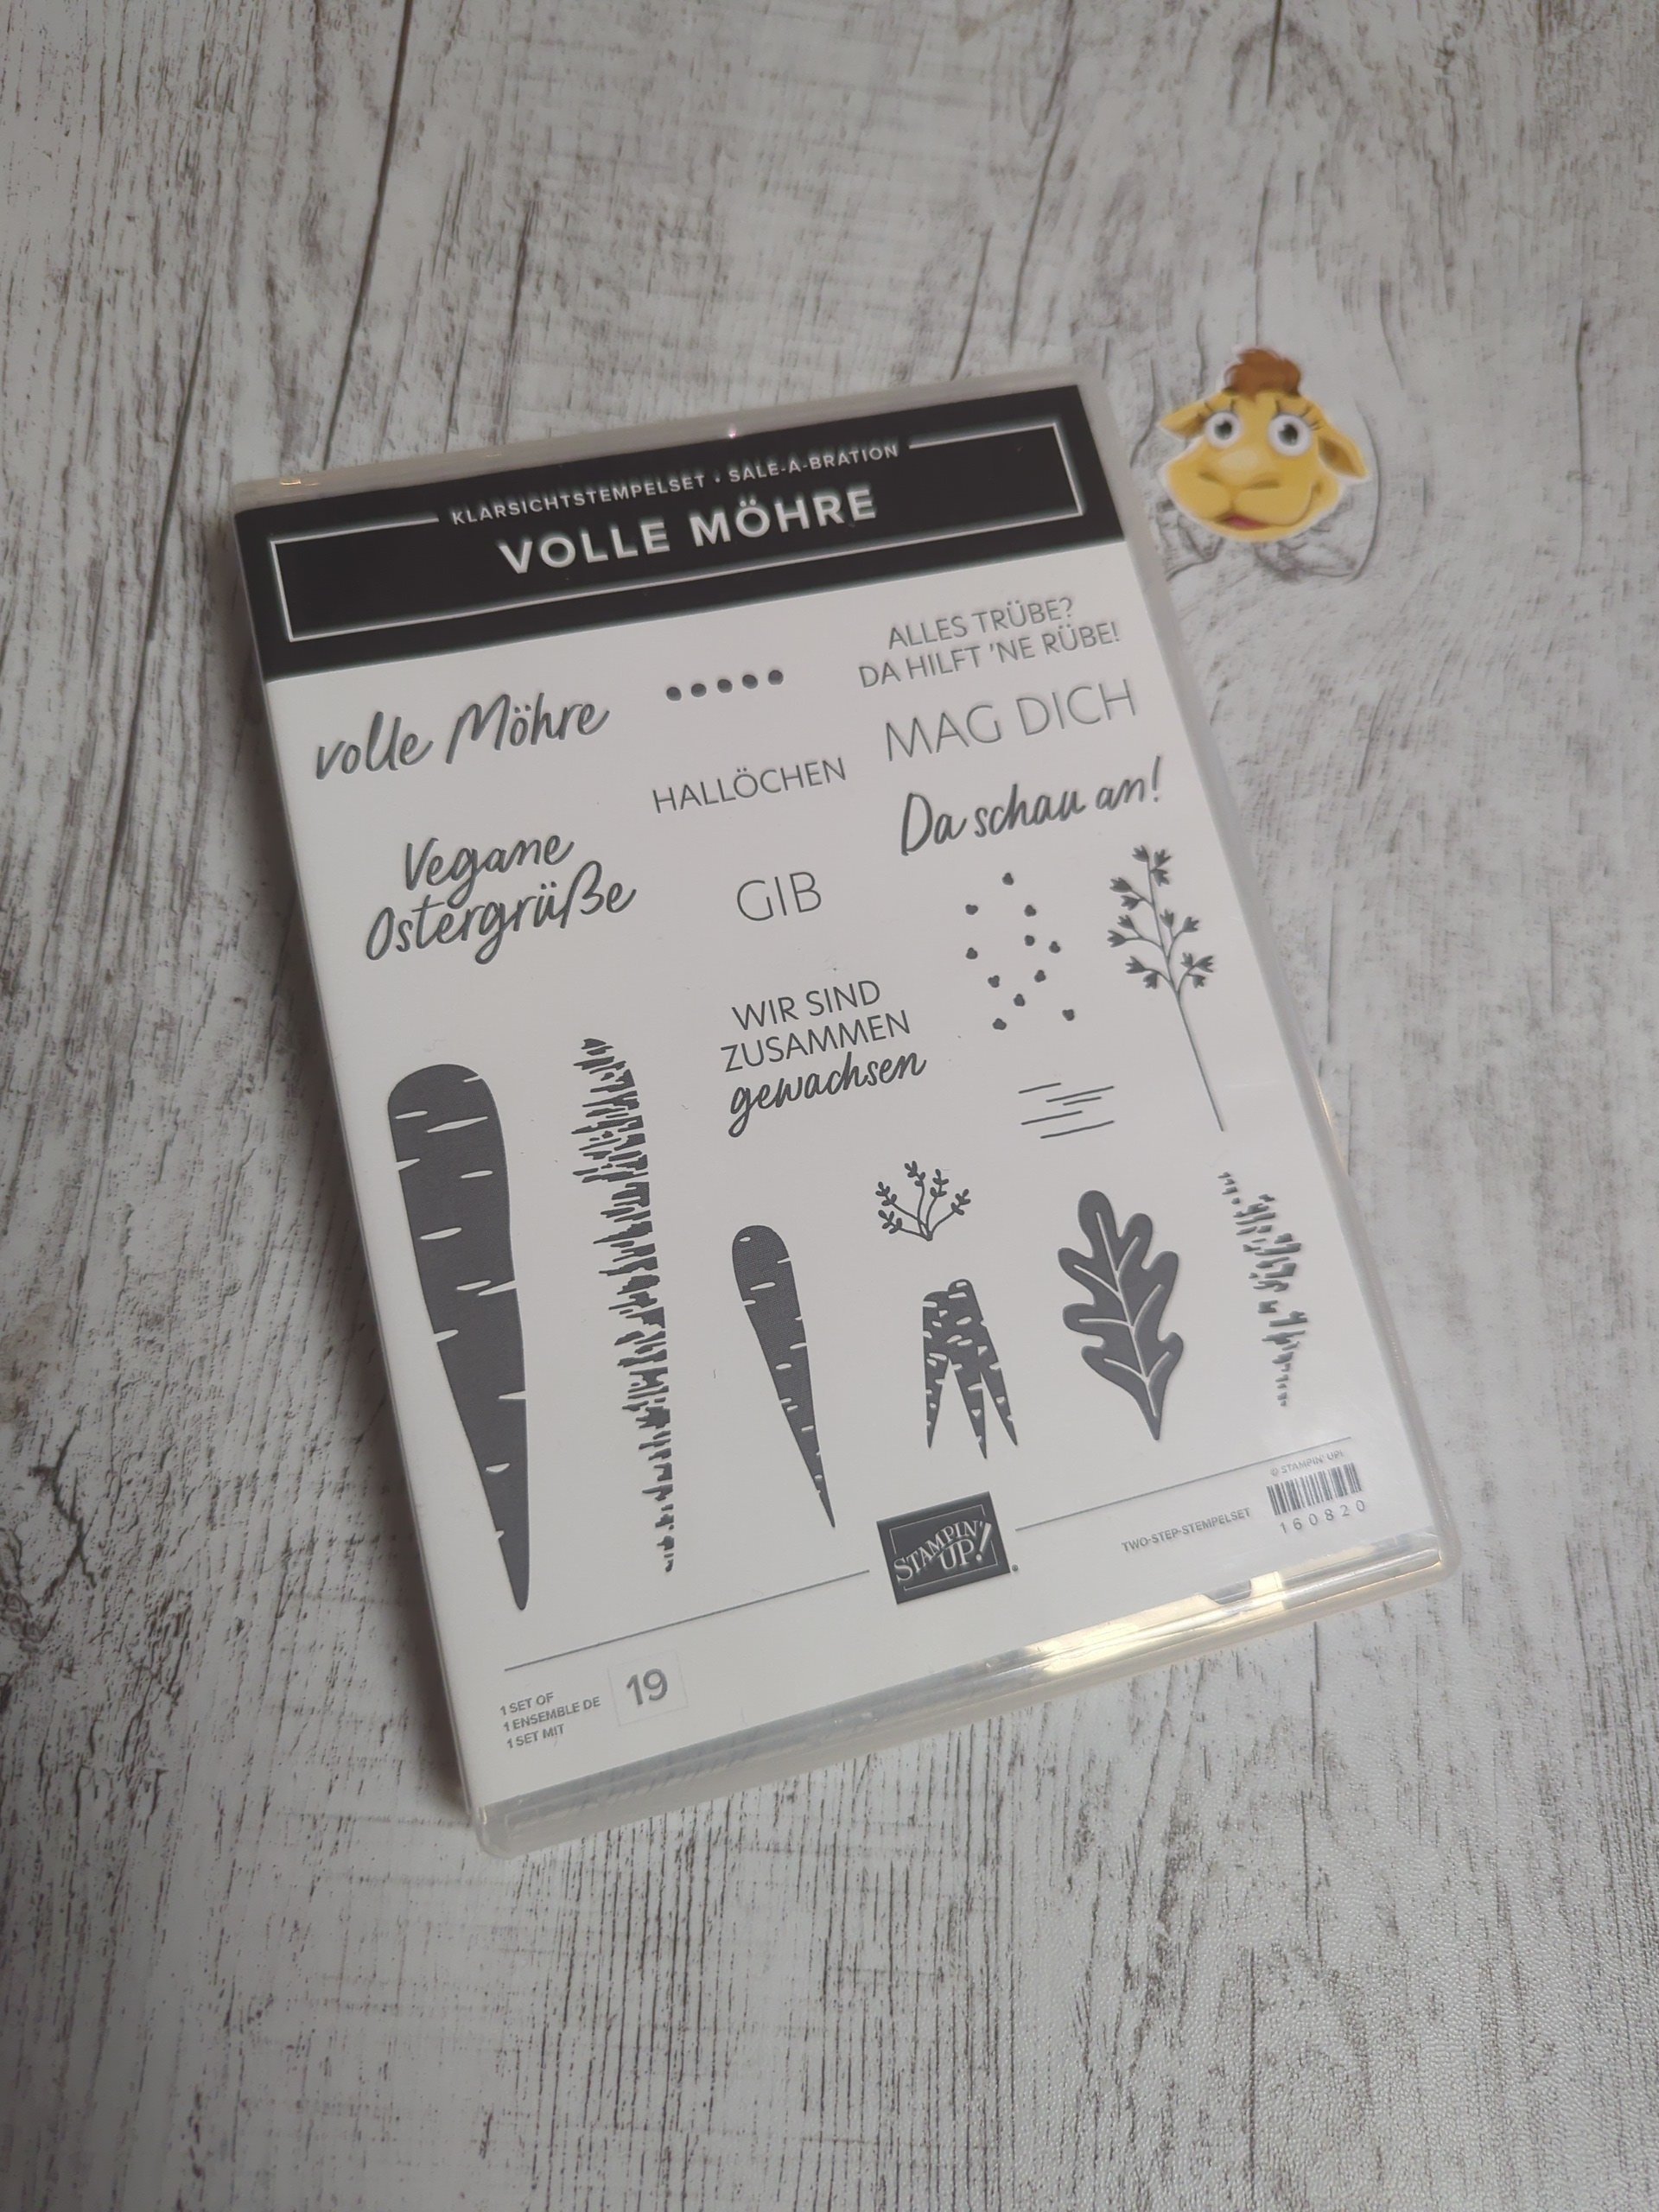 KLARSICHTSTEMPELSET • SALE-A-BRATION
VOLLE MÖHRE
ALLES TRÜBE?
DA HILFT 'NE RÜBE!
volle Möhre
MAG DICH
HALLÖCHEN
Da schau an!
Vegane
Ostergrüße
GIB
WIR SIND
ZUSAMMEN
gewachsen
© STAMPIN' UP!
160820
TWO-STEP-STEMPELSET
STAMPIN'
UP!
1 SET OF
1 ENSEMBLE DE
1 SET MIT
19